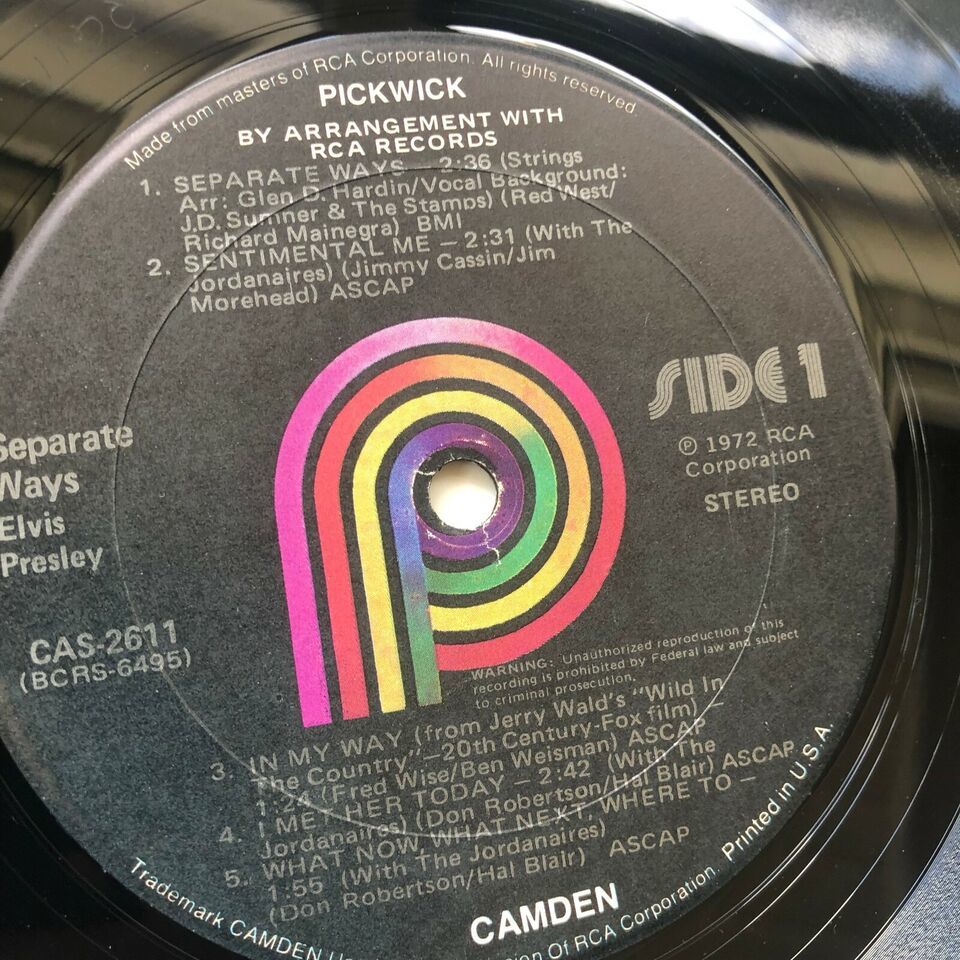 Made from masters of RCA Corporation. All rights reserved
PICKWICK
BY ARRANGEMENT WITH
RCA RECORDS
1. SEPARATE WAYS – 2:36 (Strings
Arr: Glen D. Hardin/Vocal Background:
J.D. Sumner & The Stamps) (Red West/
Richard Mainegra) BMI
2. SENTIMENTAL ME – 2:31 (With The
Jordanaires) (Jimmy Cassin/Jim
Morehead) ASCAP
SIDE 1
℗ 1972 RCA
Corporation
STEREO
Separate
Ways
Elvis
Presley
CAS-2611
(BCRS-6495)
WARNING: Unauthorized reproduction of this
recording is prohibited by Federal law and subject
to criminal prosecution.
3. IN MY WAY (from Jerry Wald's "Wild In
The Country," –20th Century-Fox film) –
1:24 (Fred Wise/Ben Weisman) ASCAP
4. I MET HER TODAY – 2:42 (With The
Jordanaires) (Don Robertson/Hal Blair) ASCAP
5. WHAT NOW, WHAT NEXT, WHERE TO –
1:55 (With The Jordanaires)
(Don Robertson/Hal Blair) ASCAP
CAMDEN
Trademark CAMDEN
Of RCA Corporation. Printed in U.S.A.